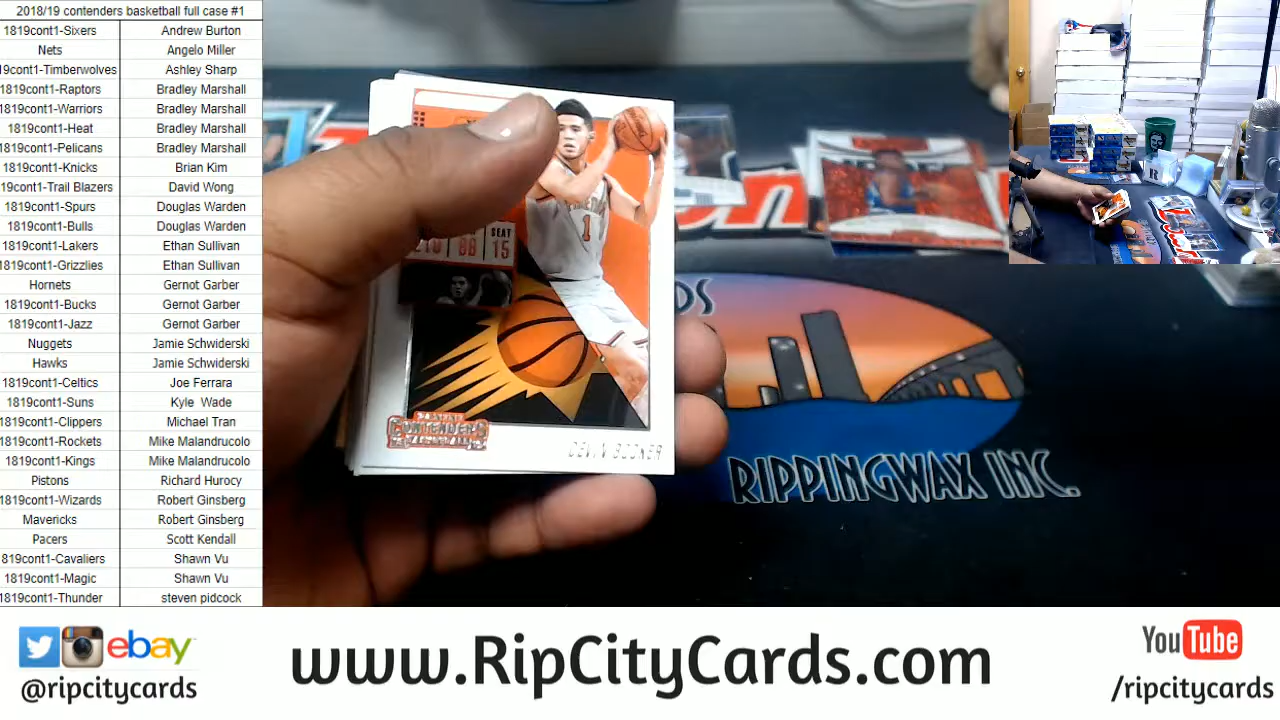 2018/19 contenders basketball full case #1
1819cont1-Sixers Andrew Burton
Nets Angelo Miller
19cont1-Timberwolves Ashley Sharp
1819cont1-Raptors Bradley Marshall
1819cont1-Warriors Bradley Marshall
1819cont1-Heat Bradley Marshall
1819cont1-Pelicans Bradley Marshall
1819cont1-Knicks Brian Kim
19cont1-Trail Blazers David Wong
1819cont1-Spurs Douglas Warden
1819cont1-Bulls Douglas Warden
1819cont1-Lakers Ethan Sullivan
1819cont1-Grizzlies Ethan Sullivan
Hornets Gernot Garber
1819cont1-Bucks Gernot Garber
1819cont1-Jazz Gernot Garber
Nuggets Jamie Schwiderski
Hawks Jamie Schwiderski
1819cont1-Celtics Joe Ferrara
1819cont1-Suns Kyle Wade
1819cont1-Clippers Michael Tran
1819cont1-Rockets Mike Malandrucolo
1819cont1-Kings Mike Malandrucolo
Pistons Richard Hurocy
1819cont1-Wizards Robert Ginsberg
Mavericks Robert Ginsberg
Pacers Scott Kendall
819cont1-Cavaliers Shawn Vu
1819cont1-Magic Shawn Vu
1819cont1-Thunder steven pidcock
SEAT
15
1
CONTENDERS
DEVIN BOOKER
DS
RIPPINGWAX INC.
ebay
@ripcitycards
www.RipCityCards.com
YouTube
/ripcitycards